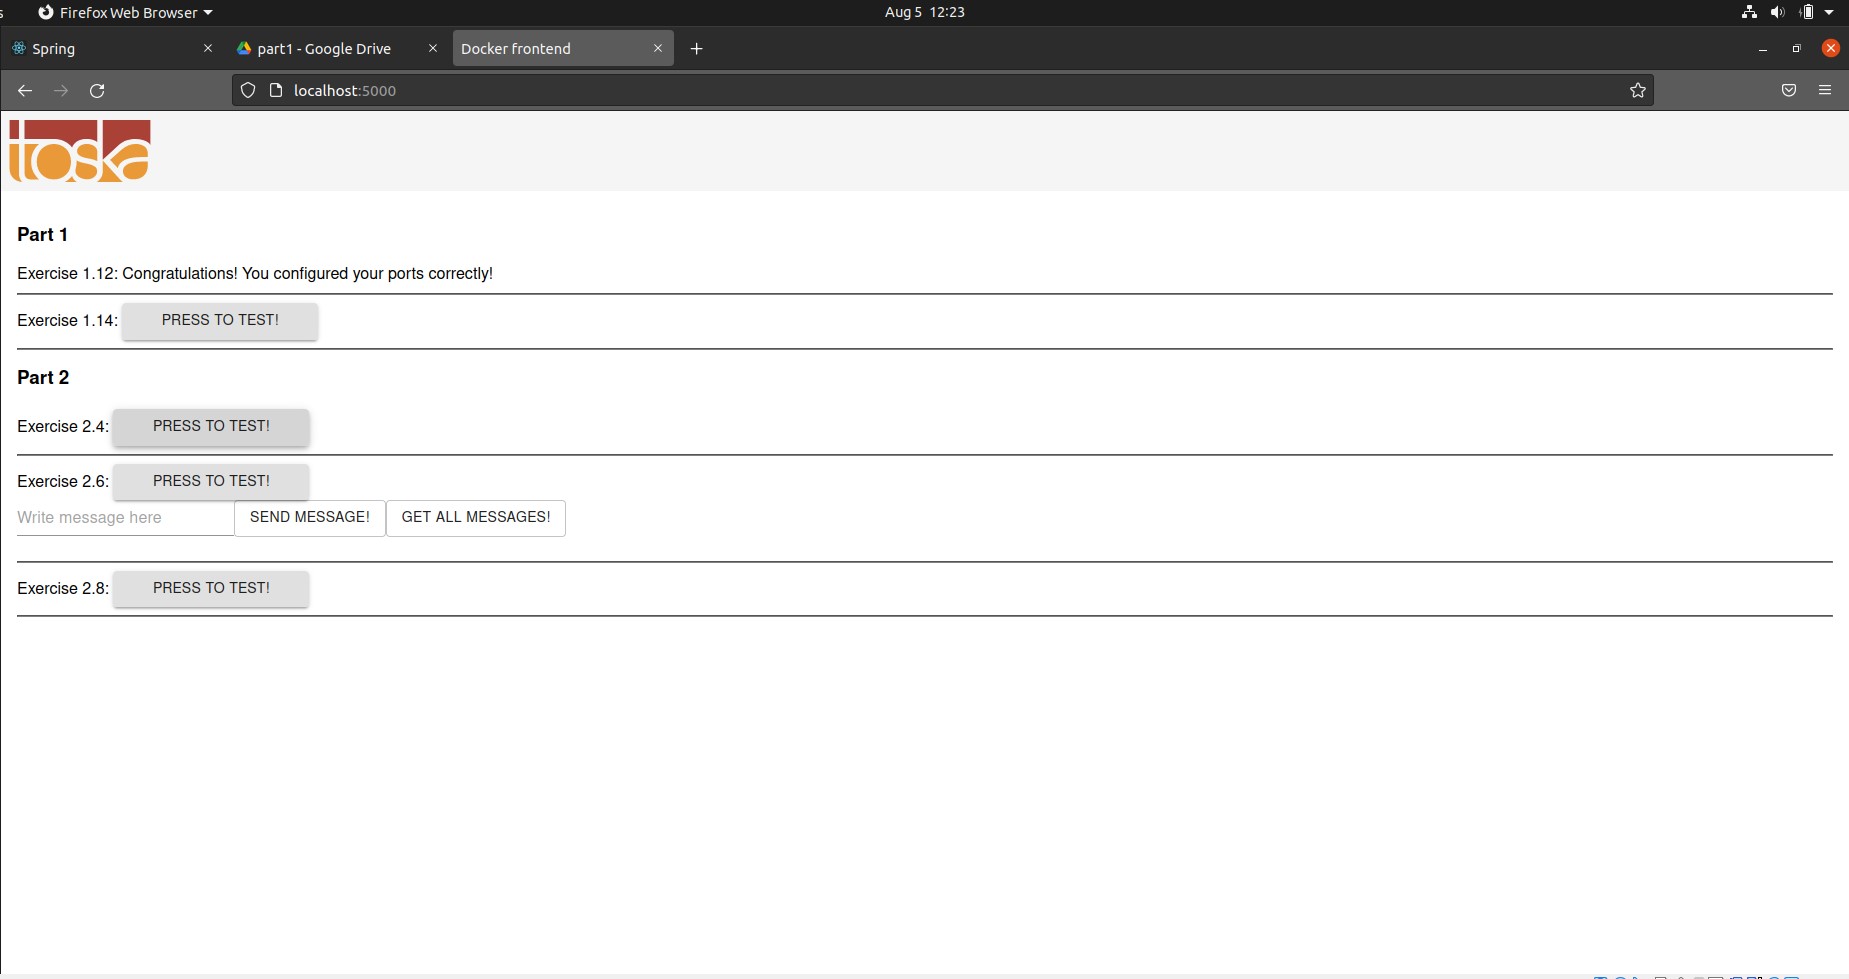 s Firefox Web Browser Aug 5 12:23
Spring part1 - Google Drive Docker frontend
localhost:5000
toska
Part 1
Exercise 1.12: Congratulations! You configured your ports correctly!
Exercise 1.14: PRESS TO TEST!
Part 2
Exercise 2.4: PRESS TO TEST!
Exercise 2.6: PRESS TO TEST!
Write message here SEND MESSAGE! GET ALL MESSAGES!
Exercise 2.8: PRESS TO TEST!